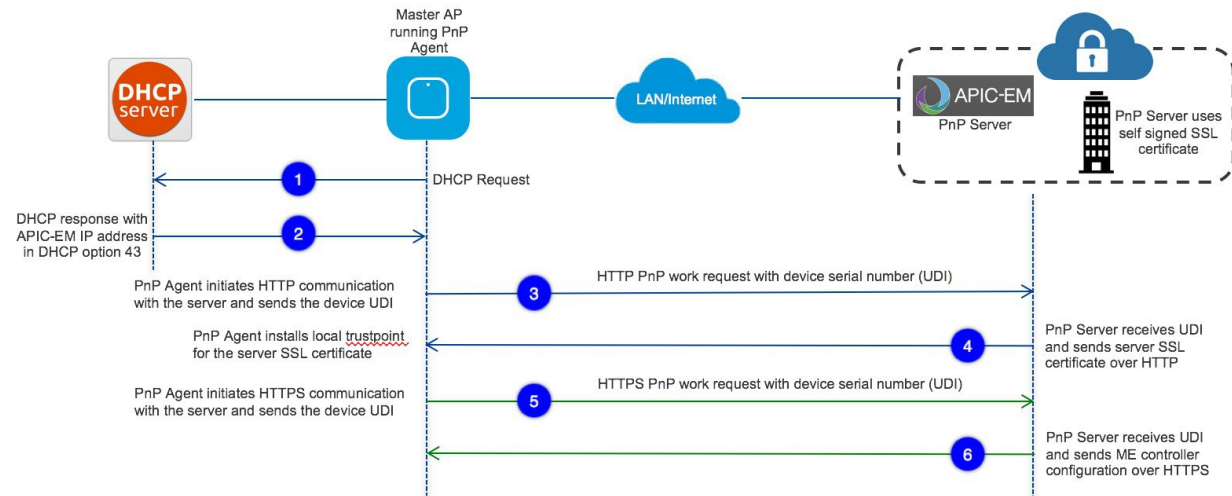 Master AP
running PnP
Agent
DHCP
server
LAN/Internet
APIC-EM
PnP Server
PnP Server uses
self signed SSL
certificate
1
DHCP Request
DHCP response with
APIC-EM IP address
in DHCP option 43
2
PnP Agent initiates HTTP communication
with the server and sends the device UDI
HTTP PnP work request with device serial number (UDI)
3
PnP Agent installs local trustpoint
for the server SSL certificate
4
PnP Server receives UDI
and sends server SSL
certificate over HTTP
PnP Agent initiates HTTPS communication
with the server and sends the device UDI
HTTPS PnP work request with device serial number (UDI)
5
6
PnP Server receives UDI
and sends ME controller
configuration over HTTPS